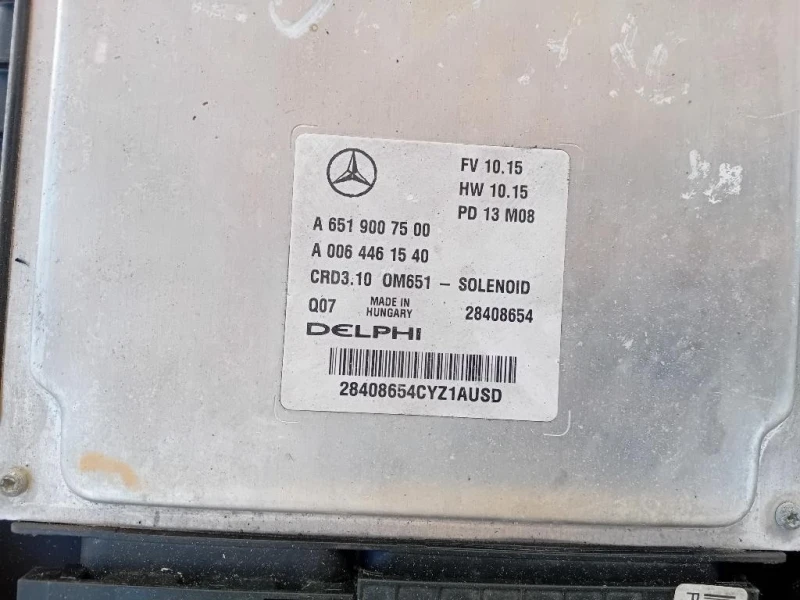 FV 10.15
HW 10.15
PD 13 M08
A 651 900 75 00
A 006 446 15 40
CRD3.10 OM651 – SOLENOID
Q07 MADE IN HUNGARY 28408654
DELPHI
28408654CYZ1AUSD